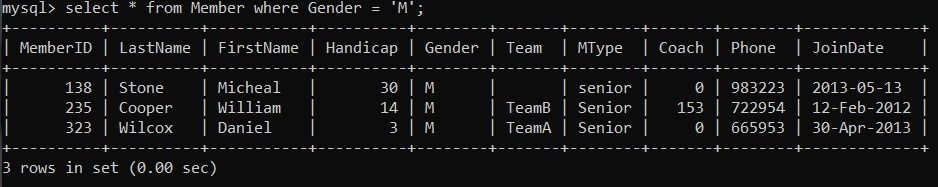 mysql> select * from Member where Gender = 'M';
+----------+----------+-----------+----------+--------+-------+--------+-------+--------+-------------+
| MemberID | LastName | FirstName | Handicap | Gender | Team  | MType  | Coach | Phone  | JoinDate    |
+----------+----------+-----------+----------+--------+-------+--------+-------+--------+-------------+
|      138 | Stone    | Micheal   |       30 | M      |       | senior |     0 | 983223 | 2013-05-13  |
|      235 | Cooper   | William   |       14 | M      | TeamB | Senior |   153 | 722954 | 12-Feb-2012 |
|      323 | Wilcox   | Daniel    |        3 | M      | TeamA | Senior |     0 | 665953 | 30-Apr-2013 |
+----------+----------+-----------+----------+--------+-------+--------+-------+--------+-------------+
3 rows in set (0.00 sec)